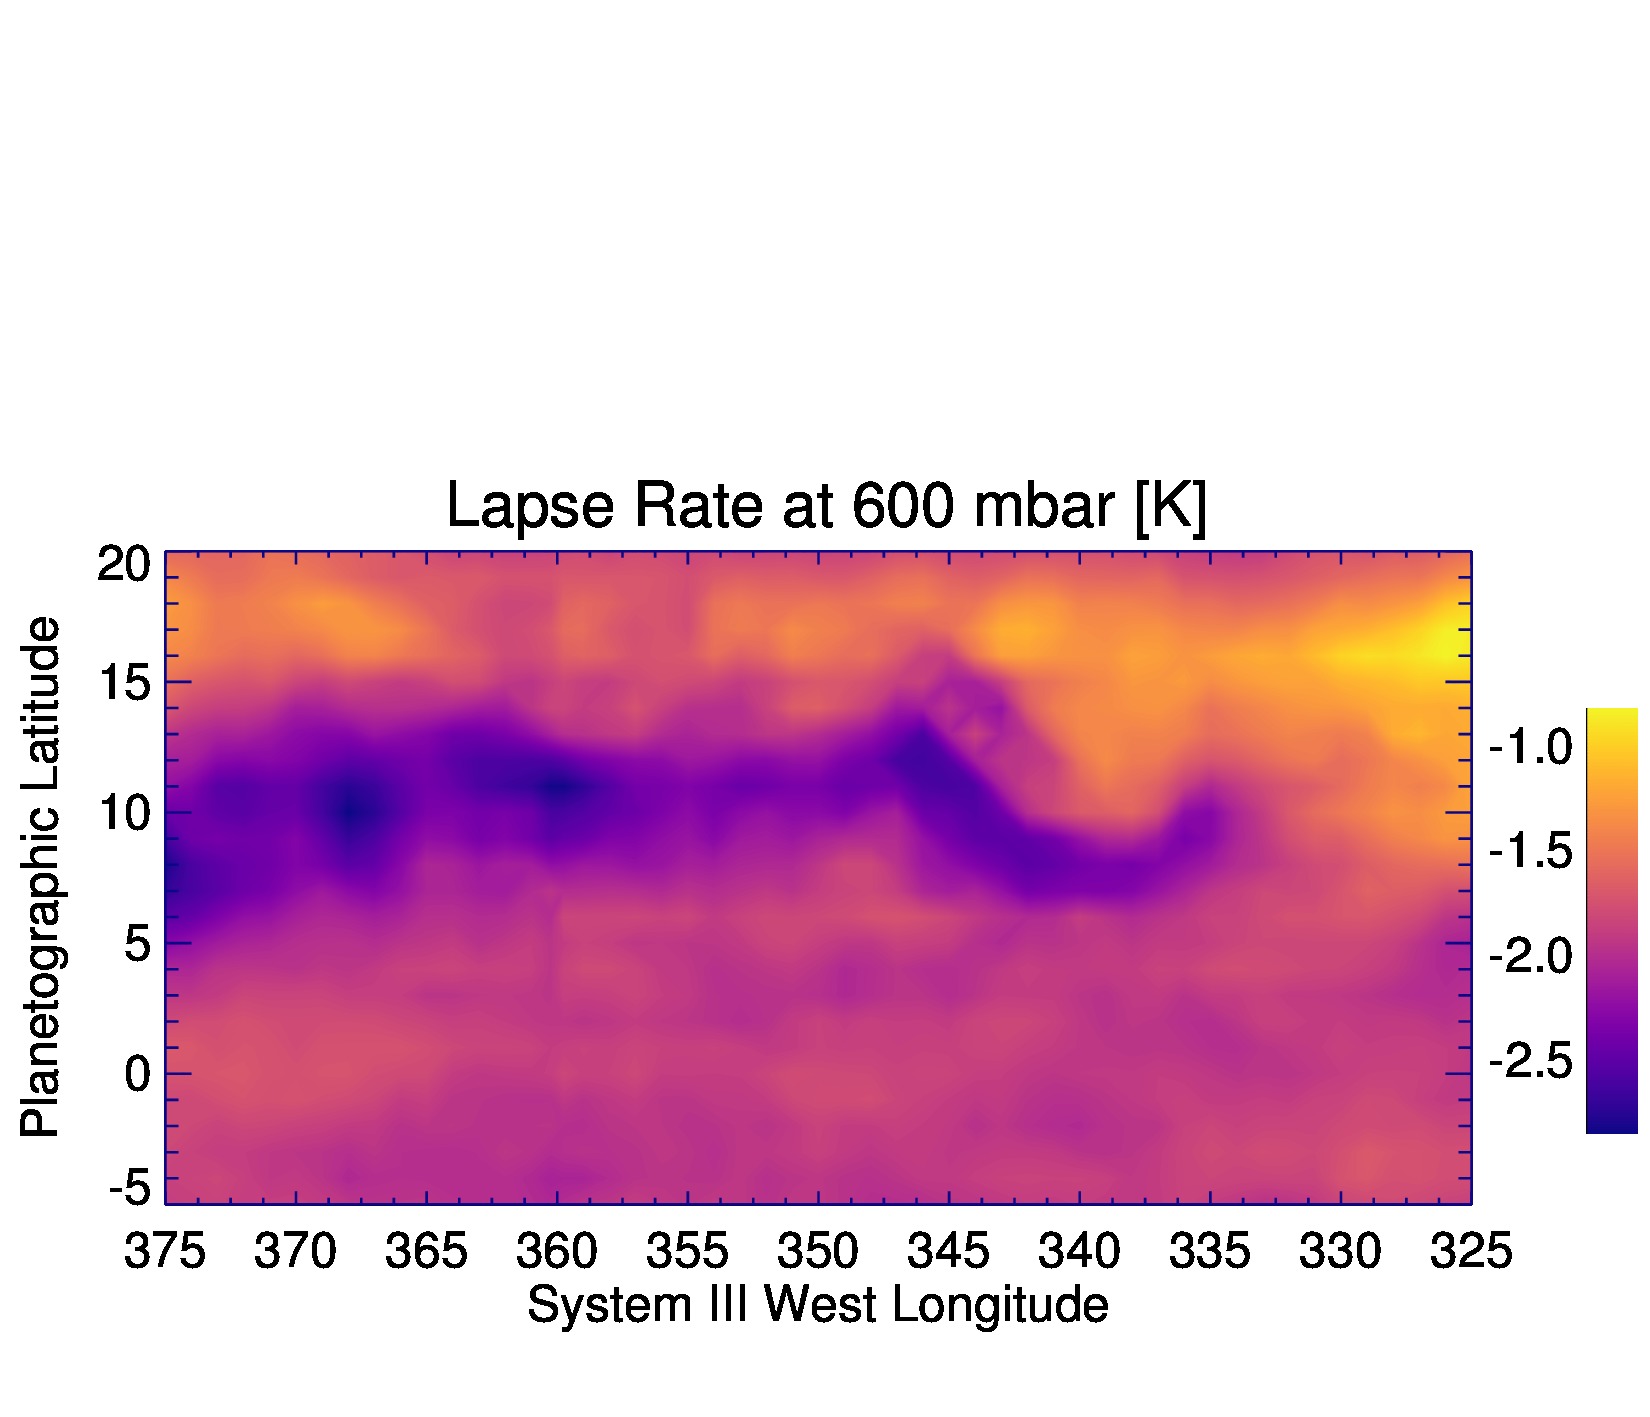 Lapse Rate at 600 mbar [K]
20
15
10
5
0
-5
Planetographic Latitude
375 370 365 360 355 350 345 340 335 330 325
System III West Longitude
-1.0
-1.5
-2.0
-2.5